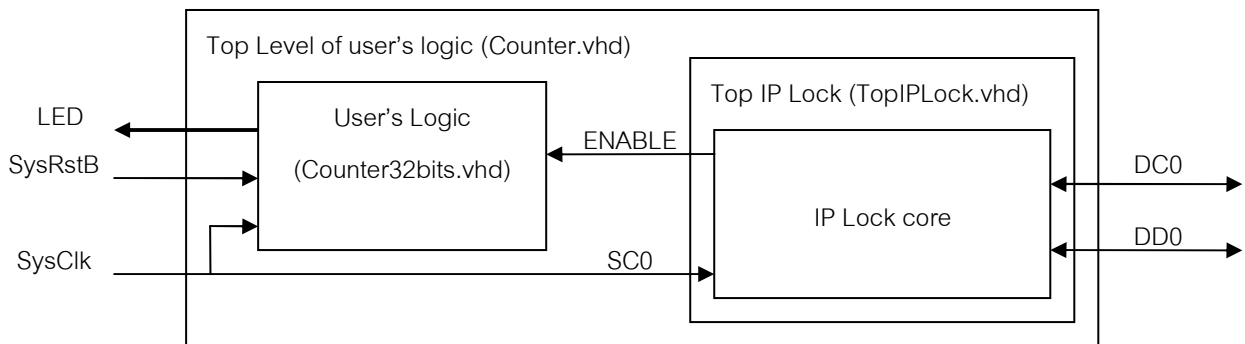 Top Level of user's logic (Counter.vhd)
Top IP Lock (TopIPLock.vhd)
LED
User's Logic
ENABLE
SysRstB
(Counter32bits.vhd)
DC0
IP Lock core
DD0
SysClk
SC0